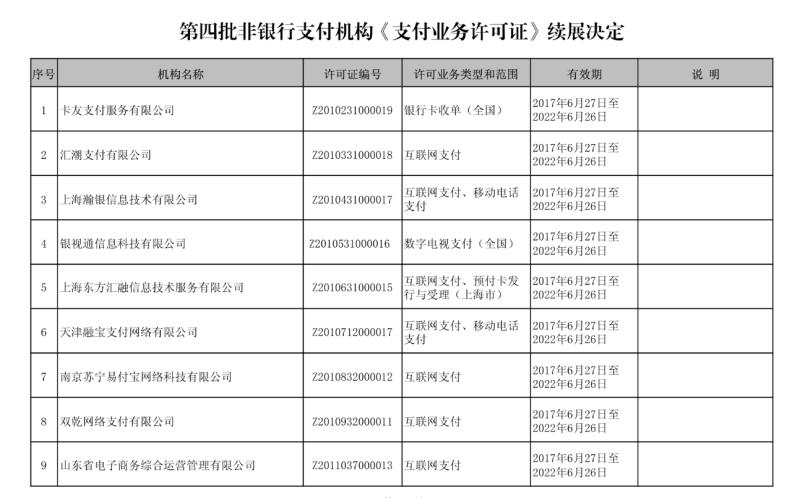 第四批非银行支付机构《支付业务许可证》续展决定
序号 机构名称 许可证编号 许可业务类型和范围 有效期 说 明
1 卡友支付服务有限公司 Z2010231000019 银行卡收单（全国） 2017年6月27日至
2022年6月26日
2 汇潮支付有限公司 Z2010331000018 互联网支付 2017年6月27日至
2022年6月26日
3 上海瀚银信息技术有限公司 Z2010431000017 互联网支付、移动电话
支付 2017年6月27日至
2022年6月26日
4 银视通信息科技有限公司 Z2010531000016 数字电视支付（全国） 2017年6月27日至
2022年6月26日
5 上海东方汇融信息技术服务有限公司 Z2010631000015 互联网支付、预付卡发
行与受理（上海市） 2017年6月27日至
2022年6月26日
6 天津融宝支付网络有限公司 Z2010712000017 互联网支付、移动电话
支付 2017年6月27日至
2022年6月26日
7 南京苏宁易付宝网络科技有限公司 Z2010832000012 互联网支付 2017年6月27日至
2022年6月26日
8 双乾网络支付有限公司 Z2010932000011 互联网支付 2017年6月27日至
2022年6月26日
9 山东省电子商务综合运营管理有限公司 Z2011037000013 互联网支付 2017年6月27日至
2022年6月26日